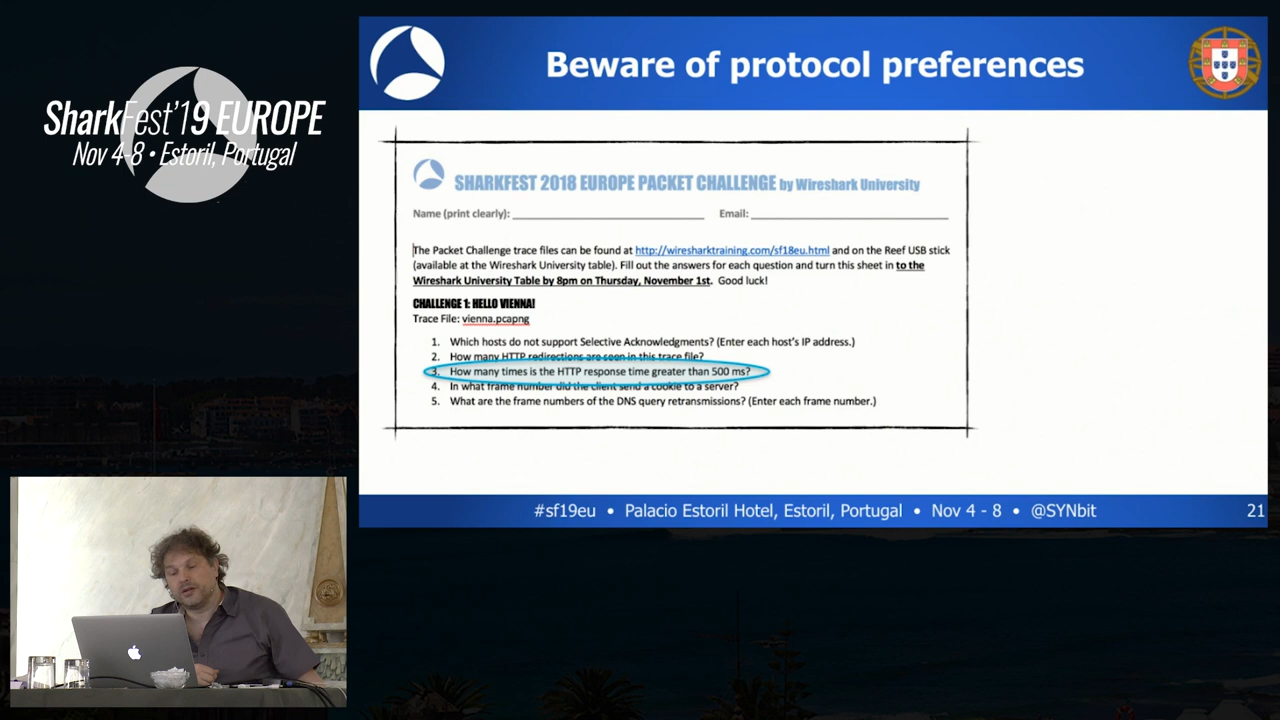 SharkFest'19 EUROPE
Nov 4-8 • Estoril, Portugal
Beware of protocol preferences
SHARKFEST 2018 EUROPE PACKET CHALLENGE by Wireshark University
Name (print clearly): Email:
The Packet Challenge trace files can be found at http://wiresharktraining.com/sf18eu.html and on the Reef USB stick
(available at the Wireshark University table). Fill out the answers for each question and turn this sheet in to the
Wireshark University Table by 8pm on Thursday, November 1st. Good luck!
CHALLENGE 1: HELLO VIENNA!
Trace File: vienna.pcapng
1. Which hosts do not support Selective Acknowledgments? (Enter each host's IP address.)
2. How many HTTP redirections are seen in this trace file?
3. How many times is the HTTP response time greater than 500 ms?
4. In what frame number did the client send a cookie to a server?
5. What are the frame numbers of the DNS query retransmissions? (Enter each frame number.)
#sf19eu • Palacio Estoril Hotel, Estoril, Portugal • Nov 4 - 8 • @SYNbit
21